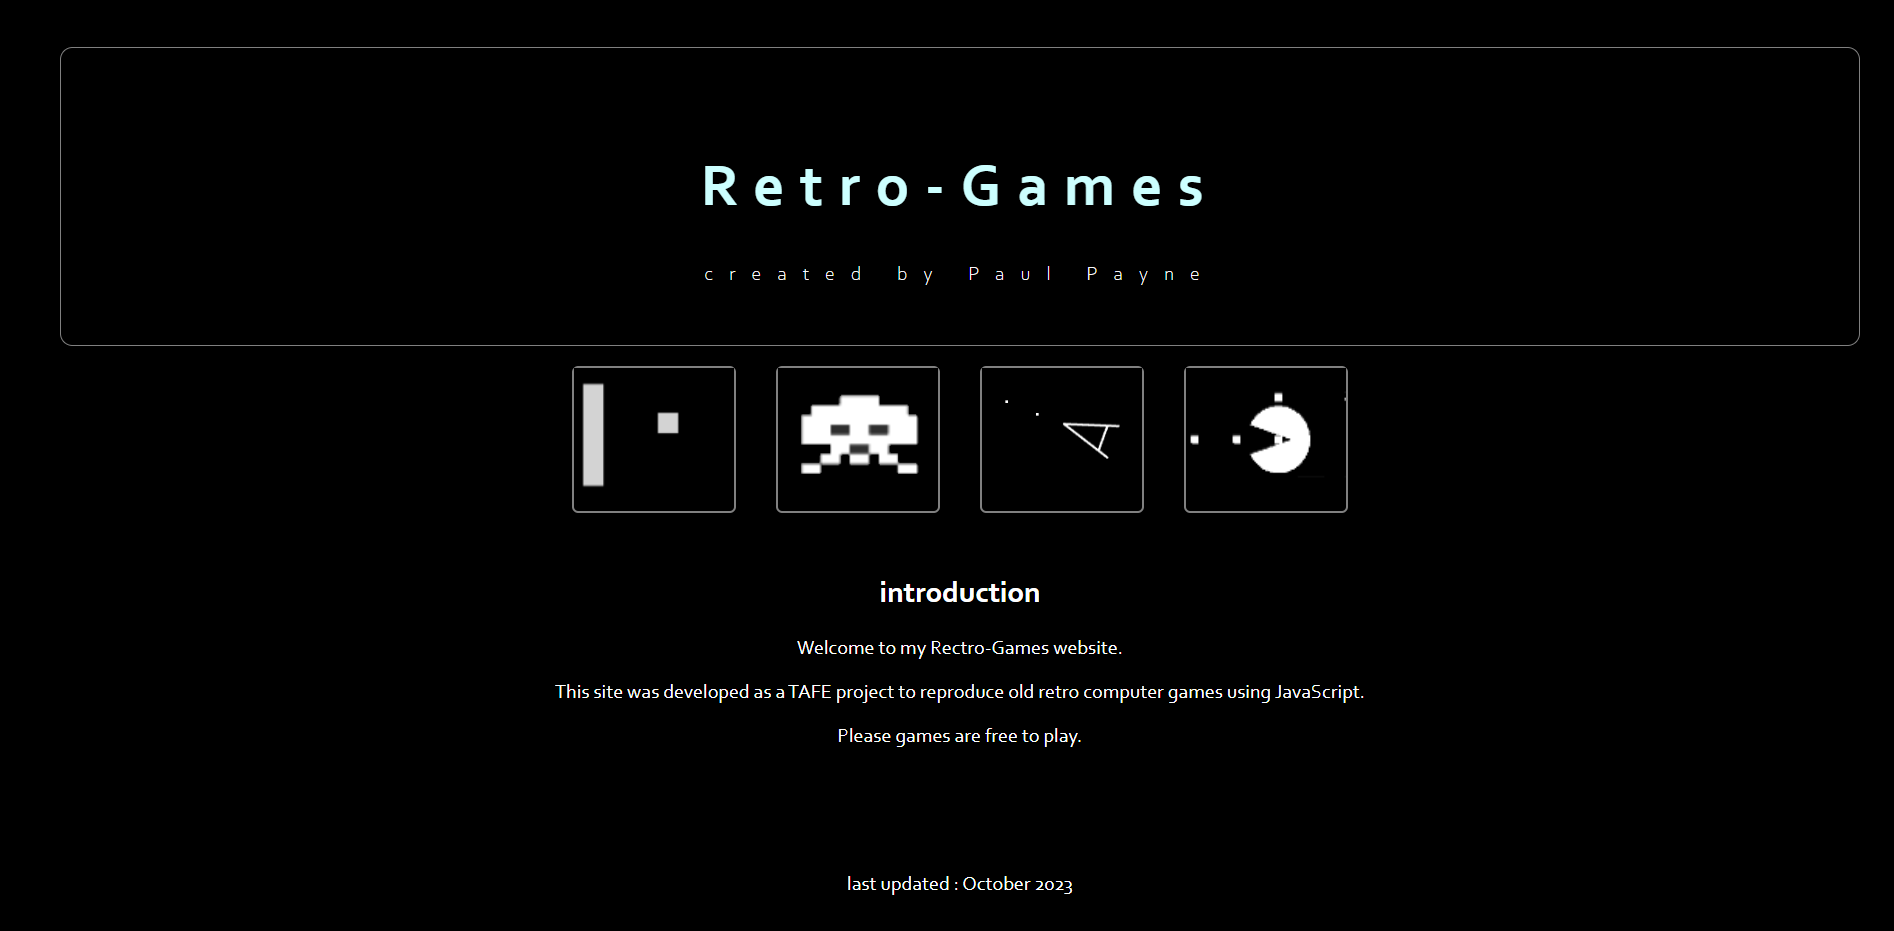 Retro-Games
created by Paul Payne
introduction
Welcome to my Rectro-Games website.
This site was developed as a TAFE project to reproduce old retro computer games using JavaScript.
Please games are free to play.
last updated : October 2023